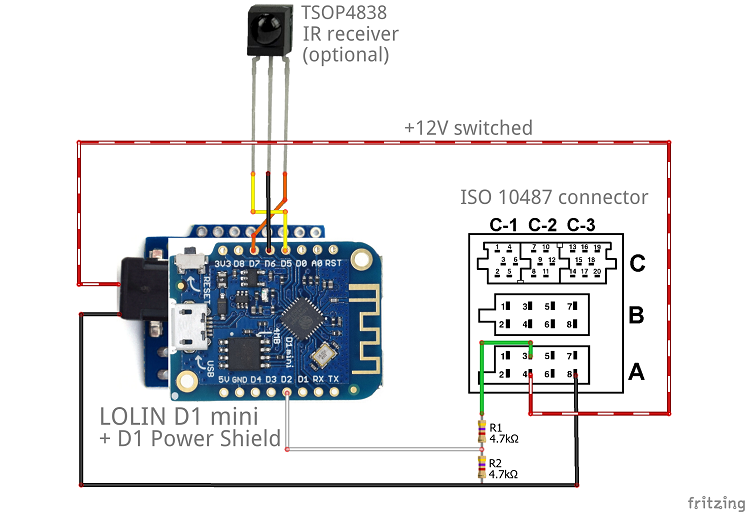 TSOP4838
IR receiver
(optional)
+12V switched
ISO 10487 connector
C-1 C-2 C-3
1 4 7 10 13 16 19
3 6 9 12 15 18
2 5 8 11 14 17 20
C
1 3 5 7
2 4 6 8
B
1 3 5 7
2 4 6 8
A
3V3 D8 D7 D6 D5 D0 A0 RST
RESET
4MB
D1mini
USB
5V GND D4 D3 D2 D1 RX TX
LOLIN D1 mini
+ D1 Power Shield
R1
4.7kΩ
R2
4.7kΩ
fritzing